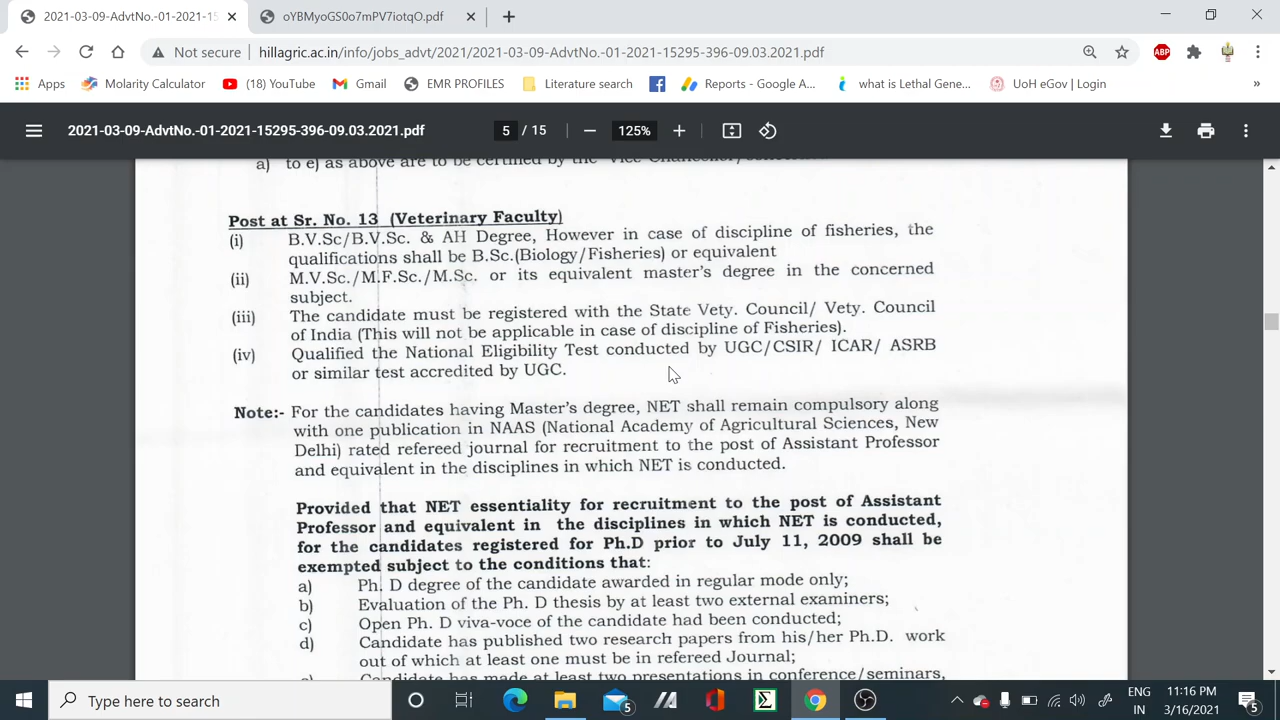 2021-03-09-AdvtNo.-01-2021-15
oYBMyoGS0o7mPV7iotqO.pdf
Not secure
hillagric.ac.in/info/jobs_advt/2021/2021-03-09-AdvtNo.-01-2021-15295-396-09.03.2021.pdf
ABP
Apps
Molarity Calculator
(18) YouTube
Gmail
EMR PROFILES
Literature search
Reports - Google A...
what is Lethal Gene...
UoH eGov | Login
»
2021-03-09-AdvtNo.-01-2021-15295-396-09.03.2021.pdf
5 / 15
125%
a) to e) as above are to be certified by the
Post at Sr. No. 13 (Veterinary Faculty)
(i) B.V.Sc/B.V.Sc. & AH Degree, However in case of discipline of fisheries, the
qualifications shall be B.Sc.(Biology/Fisheries) or equivalent
(ii) M.V.Sc./M.F.Sc./M.Sc. or its equivalent master's degree in the concerned
subject.
(iii) The candidate must be registered with the State Vety. Council/ Vety. Council
of India (This will not be applicable in case of discipline of Fisheries).
(iv) Qualified the National Eligibility Test conducted by UGC/CSIR/ ICAR/ ASRB
or similar test accredited by UGC.
Note:- For the candidates having Master's degree, NET shall remain compulsory along
with one publication in NAAS (National Academy of Agricultural Sciences, New
Delhi) rated refereed journal for recruitment to the post of Assistant Professor
and equivalent in the disciplines in which NET is conducted.
Provided that NET essentiality for recruitment to the post of Assistant
Professor and equivalent in the disciplines in which NET is conducted,
for the candidates registered for Ph.D prior to July 11, 2009 shall be
exempted subject to the conditions that:
a) Ph. D degree of the candidate awarded in regular mode only;
b) Evaluation of the Ph. D thesis by at least two external examiners;
c) Open Ph. D viva-voce of the candidate had been conducted;
d) Candidate has published two research papers from his/her Ph.D. work
out of which at least one must be in refereed Journal;
Candidate has made at least two presentations in conference/seminars,
Type here to search
5
ENG
IN
11:16 PM
3/16/2021
5